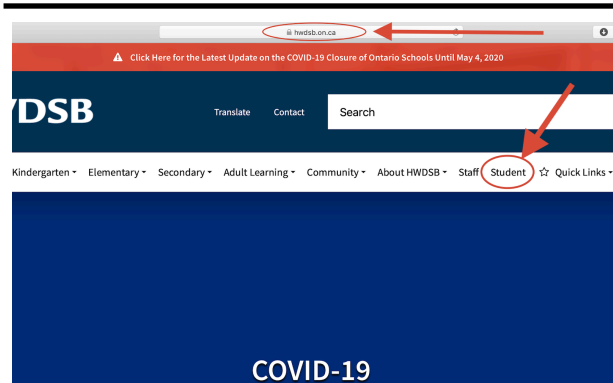 hwdsb.on.ca
Click Here for the Latest Update on the COVID-19 Closure of Ontario Schools Until May 4, 2020
DSB
Translate Contact Search
Kindergarten Elementary Secondary Adult Learning Community About HWDSB Staff Student Quick Links
COVID-19